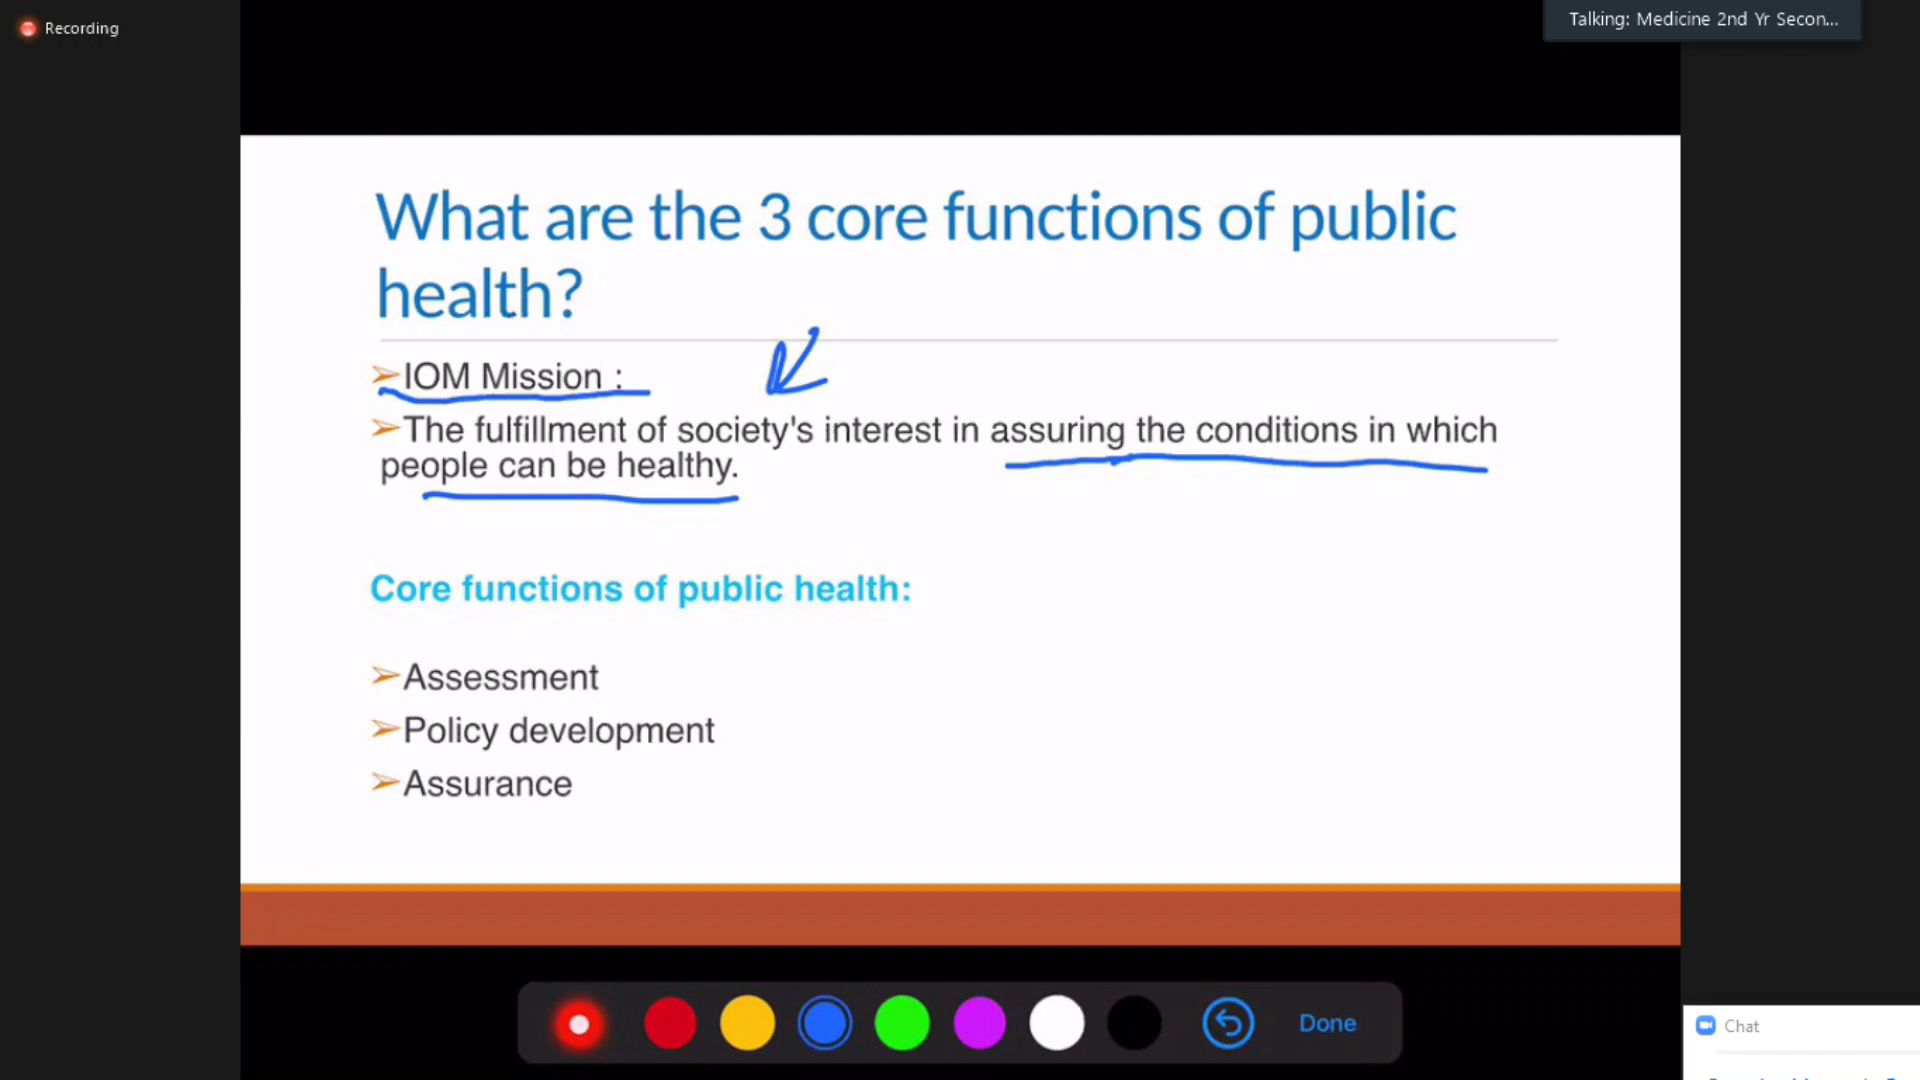 Recording
Talking: Medicine 2nd Yr Secon...
What are the 3 core functions of public
health?
➢IOM Mission :
➢The fulfillment of society's interest in assuring the conditions in which
people can be healthy.
Core functions of public health:
➢Assessment
➢Policy development
➢Assurance
Done
Chat